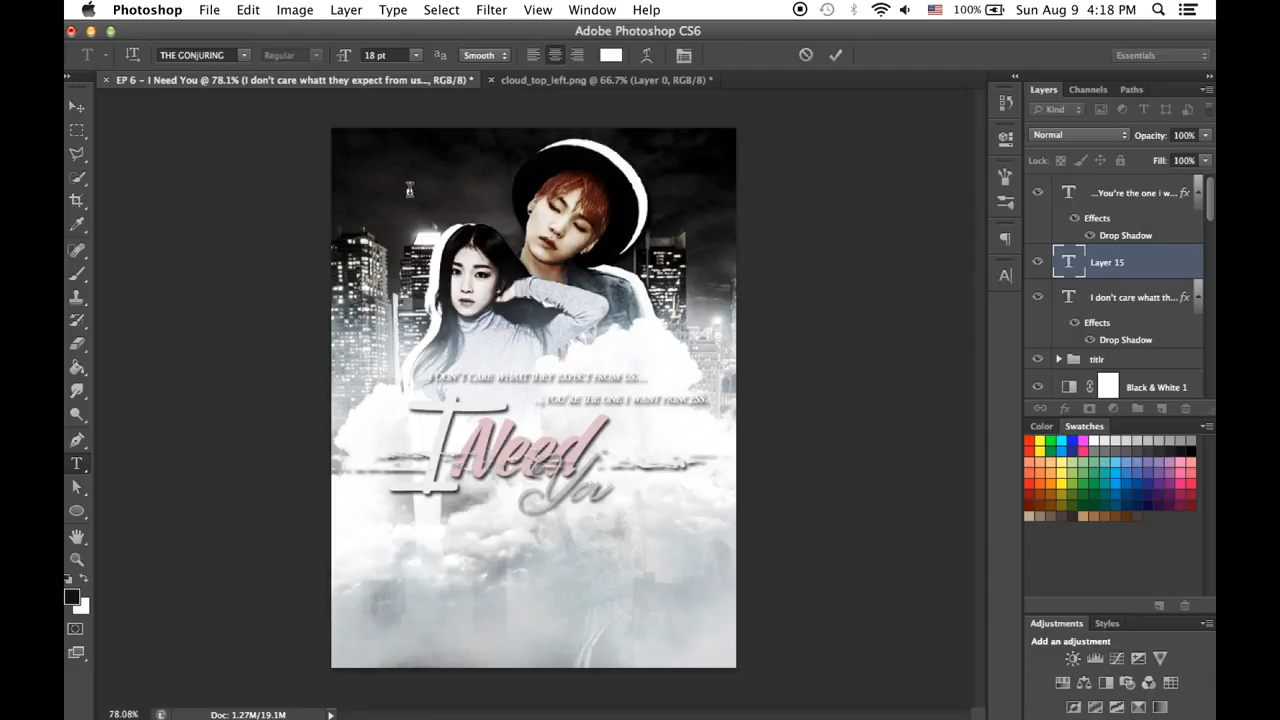 Photoshop File Edit Image Layer Type Select Filter View Window Help 100% Sun Aug 9 4:18 PM
Adobe Photoshop CS6
T THE CONJURING Regular 18 pt aa Smooth Essentials
× EP 6 - I Need You @ 78.1% (I don't care whatt they expect from us..., RGB/8) * × cloud_top_left.png @ 66.7% (Layer 0, RGB/8) *
Layers Channels Paths
Kind
Normal Opacity: 100%
Lock: Fill: 100%
...You're the one i w... fx
Effects
Drop Shadow
Layer 15
I don't care whatt th... fx
Effects
Drop Shadow
titlr
Black & White 1
...I DON'T CARE WHATT THEY EXPECT FROM US...
...YOU'RE THE ONE I WANT PRINCESS.
I Need
You
Color Swatches
Adjustments Styles
Add an adjustment
78.08% Doc: 1.27M/19.1M